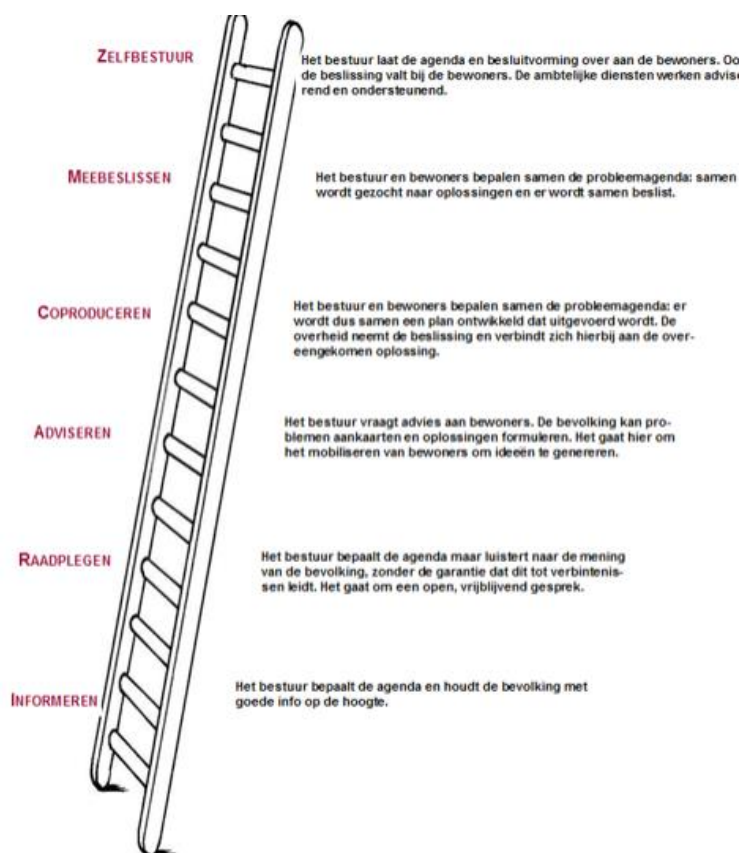 ZELFBESTUUR
Het bestuur laat de agenda en besluitvorming over aan de bewoners. Oo
de beslissing valt bij de bewoners. De ambtelijke diensten werken advise
rend en ondersteunend.
MEEBESLISSEN
Het bestuur en bewoners bepalen samen de probleemagenda: samen
wordt gezocht naar oplossingen en er wordt samen beslist.
COPRODUCEREN
Het bestuur en bewoners bepalen samen de probleemagenda: er
wordt dus samen een plan ontwikkeld dat uitgevoerd wordt. De
overheid neemt de beslissing en verbindt zich hierbij aan de over-
eengekomen oplossing.
ADVISEREN
Het bestuur vraagt advies aan bewoners. De bevolking kan pro-
blemen aankaarten en oplossingen formuleren. Het gaat hier om
het mobiliseren van bewoners om ideeën te genereren.
RAADPLEGEN
Het bestuur bepaalt de agenda maar luistert naar de mening
van de bevolking, zonder de garantie dat dit tot verbintenis-
sen leidt. Het gaat om een open, vrijblijvend gesprek.
INFORMEREN
Het bestuur bepaalt de agenda en houdt de bevolking met
goede info op de hoogte.